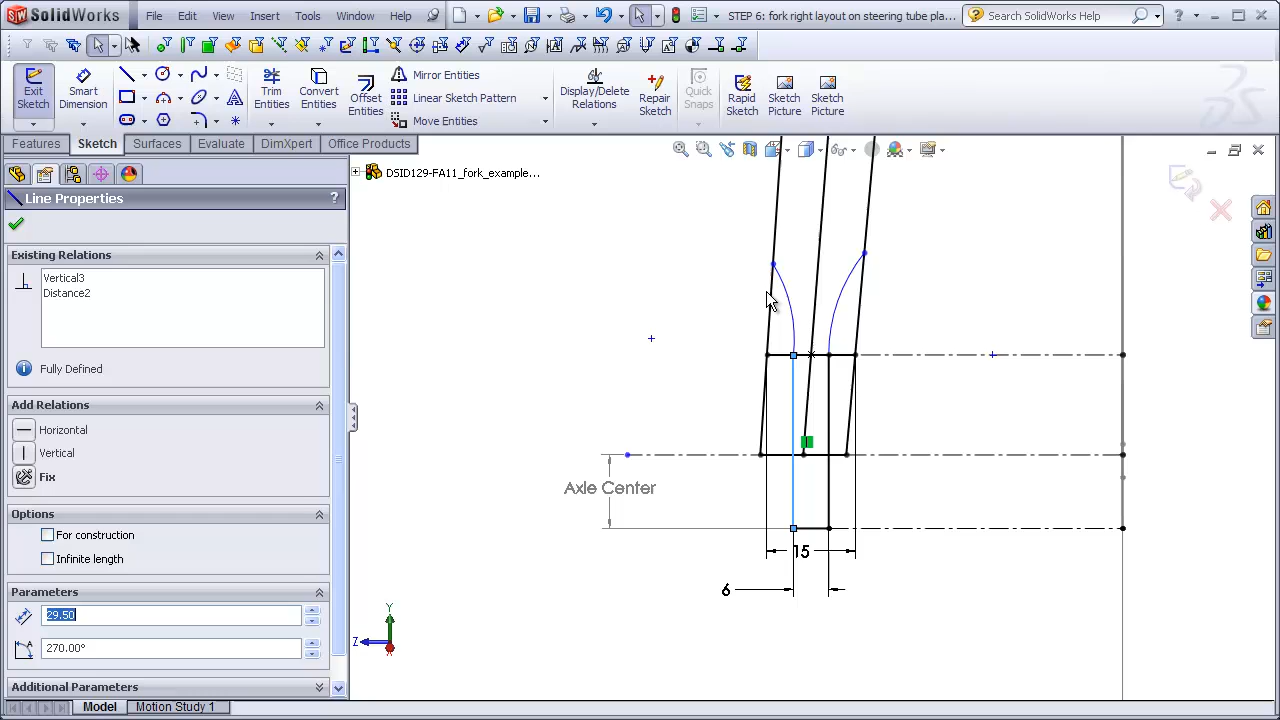 SolidWorks File Edit View Insert Tools Window Help STEP 6: fork right layout on steering tube pla... Search SolidWorks Help ?
Exit Sketch
Smart Dimension
Trim Entities
Convert Entities
Offset Entities
Mirror Entities
Linear Sketch Pattern
Move Entities
Display/Delete Relations
Repair Sketch
Quick Snaps
Rapid Sketch
Sketch Picture
Sketch Picture
Features Sketch Surfaces Evaluate DimXpert Office Products
DSID129-FA11_fork_example...
Line Properties ?
Existing Relations
Vertical3
Distance2
Fully Defined
Add Relations
Horizontal
Vertical
Fix
Options
For construction
Infinite length
Parameters
29.50
270.00°
Additional Parameters
Axle Center
15
6
Y
Z
X
Model Motion Study 1